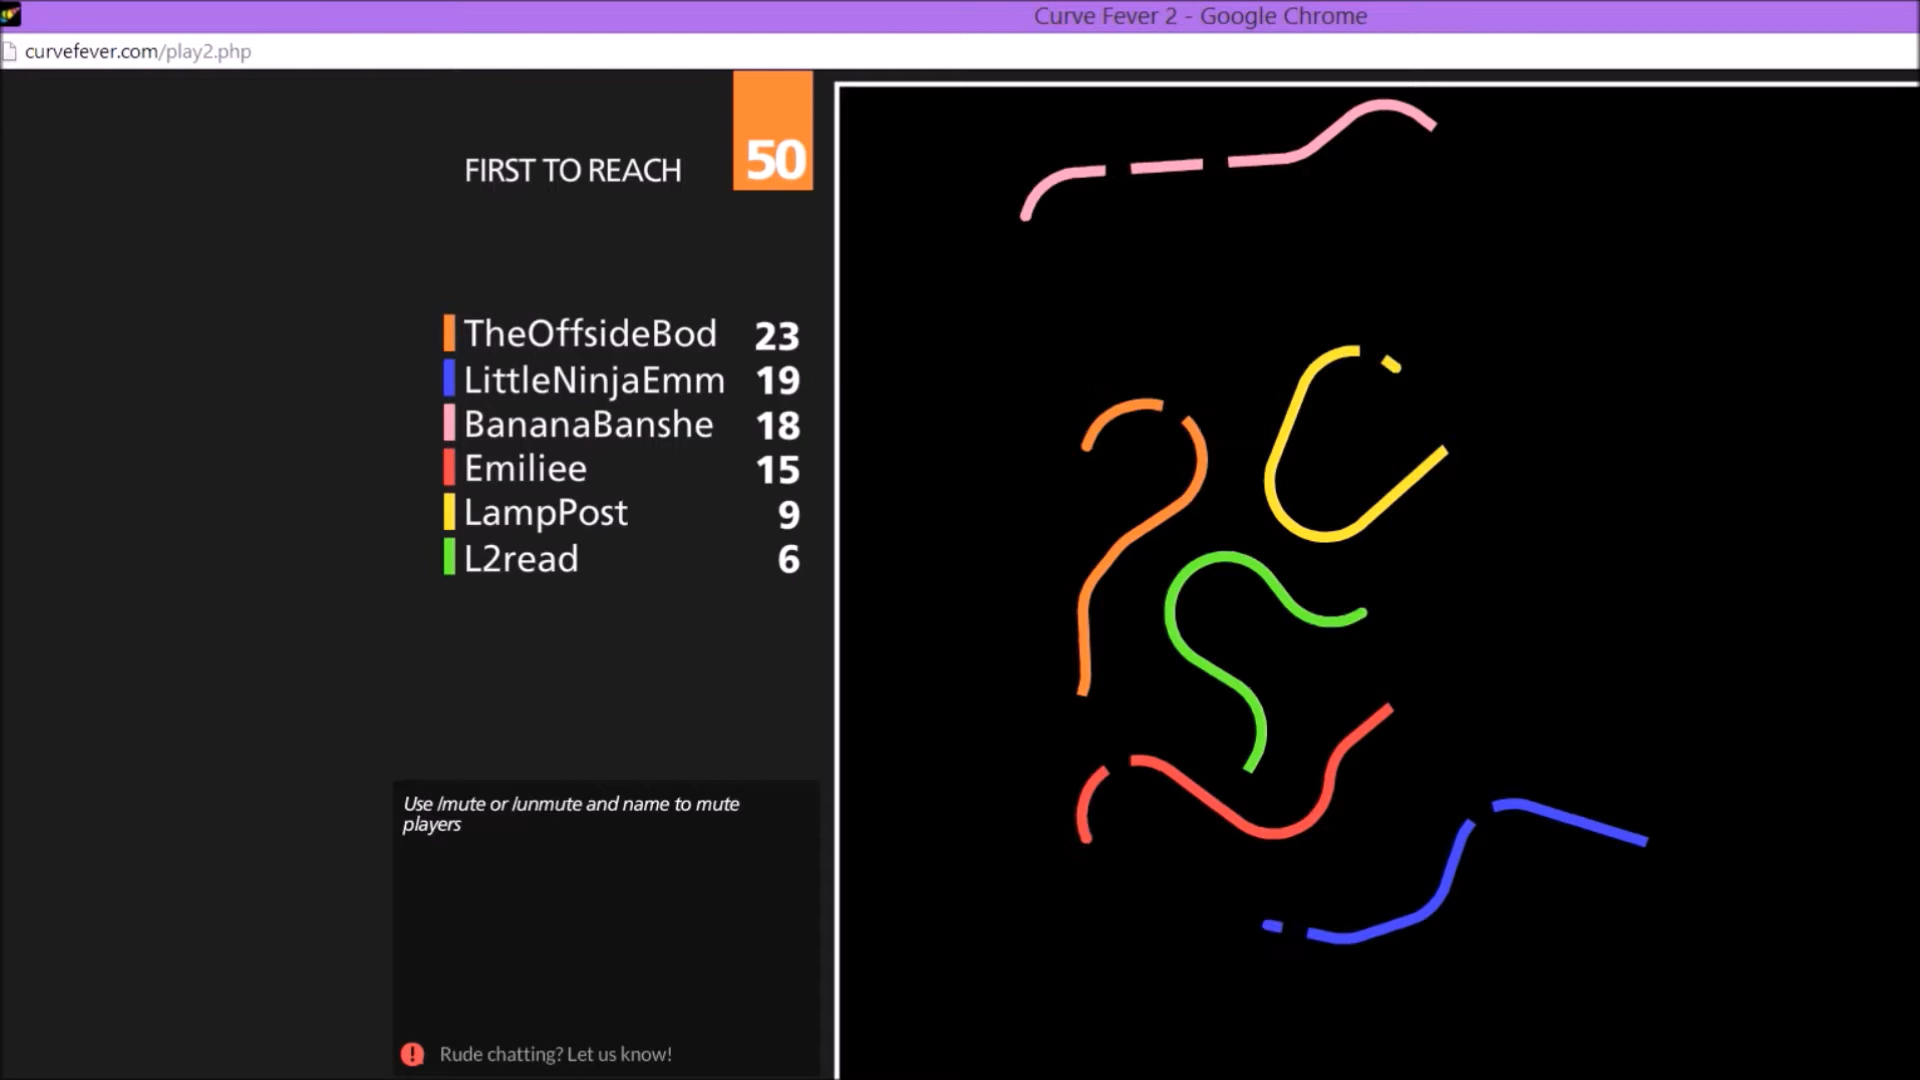 Curve Fever 2 - Google Chrome
curvefever.com/play2.php
FIRST TO REACH 50
TheOffsideBod 23
LittleNinjaEmm 19
BananaBanshe 18
Emiliee 15
LampPost 9
L2read 6
Use /mute or /unmute and name to mute
players
Rude chatting? Let us know!